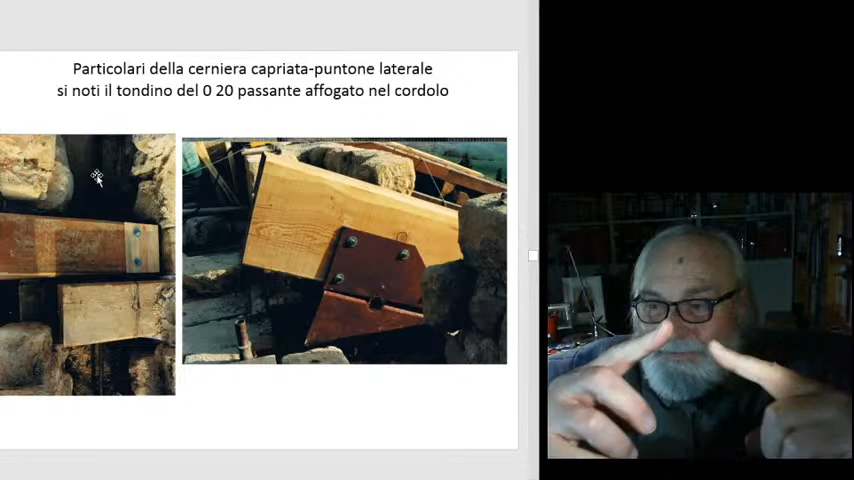 Particolari della cerniera capriata-puntone laterale
si noti il tondino del 0 20 passante affogato nel cordolo